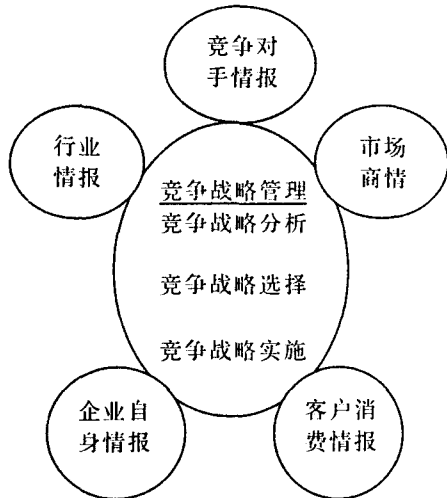 竞争对
手情报
行业
情报
市场
商情
竞争战略管理
竞争战略分析
竞争战略选择
竞争战略实施
企业自
身情报
客户消
费情报